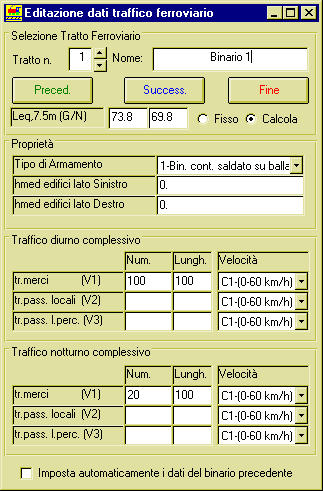 Editazione dati traffico ferroviario
Selezione Tratto Ferroviario
Tratto n. 1 Nome: Binario 1
Preced. Success. Fine
Leq,7.5m (G/N) 73.8 69.8 Fisso Calcola
Proprietà
Tipo di Armamento 1-Bin. cont. saldato su balla
hmed edifici lato Sinistro 0.
hmed edifici lato Destro 0.
Traffico diurno complessivo
Num. Lungh. Velocità
tr.merci (V1) 100 100 C1-(0-60 km/h)
tr.pass. locali (V2) C1-(0-60 km/h)
tr.pass. l.perc. (V3) C1-(0-60 km/h)
Traffico notturno complessivo
Num. Lungh. Velocità
tr.merci (V1) 20 100 C1-(0-60 km/h)
tr.pass. locali (V2) C1-(0-60 km/h)
tr.pass. l.perc. (V3) C1-(0-60 km/h)
Imposta automaticamente i dati del binario precedente